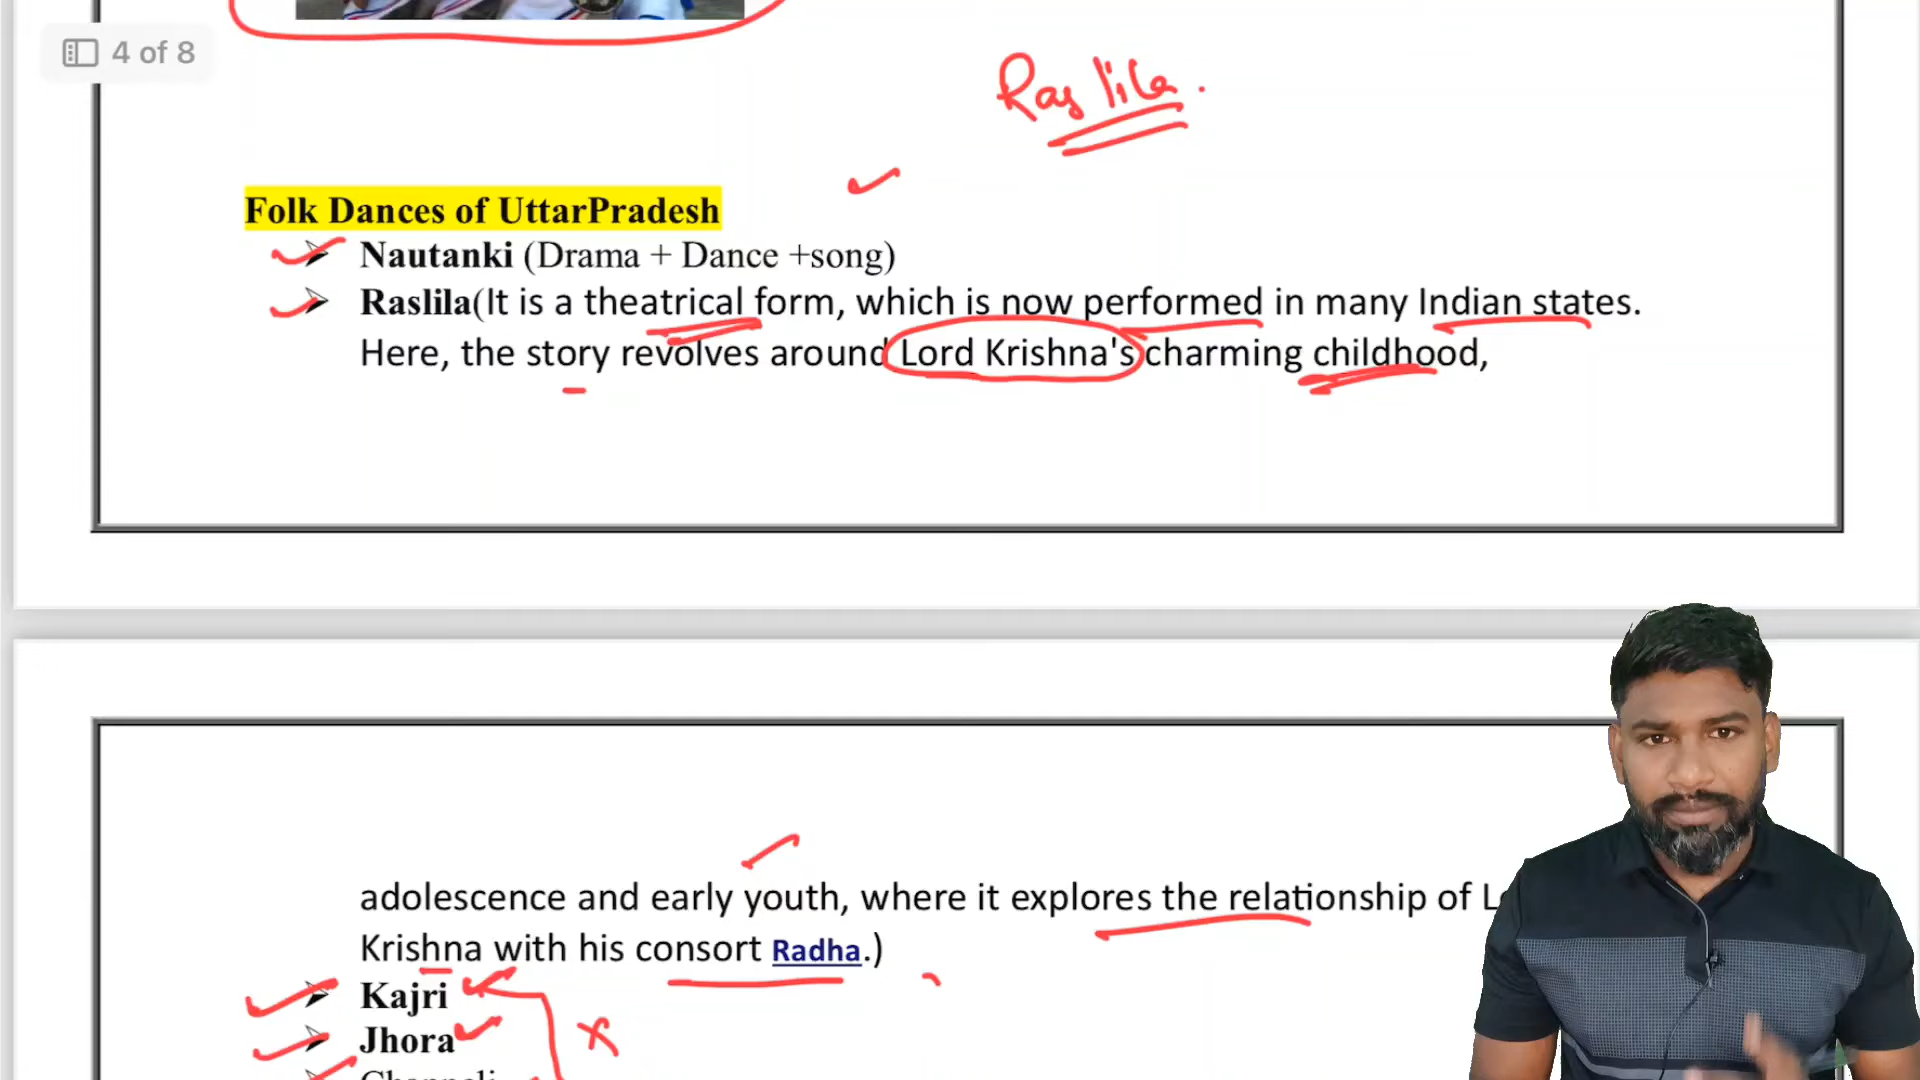 4 of 8
Ras lila.
Folk Dances of UttarPradesh
Nautanki (Drama + Dance +song)
Raslila(It is a theatrical form, which is now performed in many Indian states.
Here, the story revolves around Lord Krishna's charming childhood,
adolescence and early youth, where it explores the relationship of
Krishna with his consort Radha.)
Kajri
Jhora